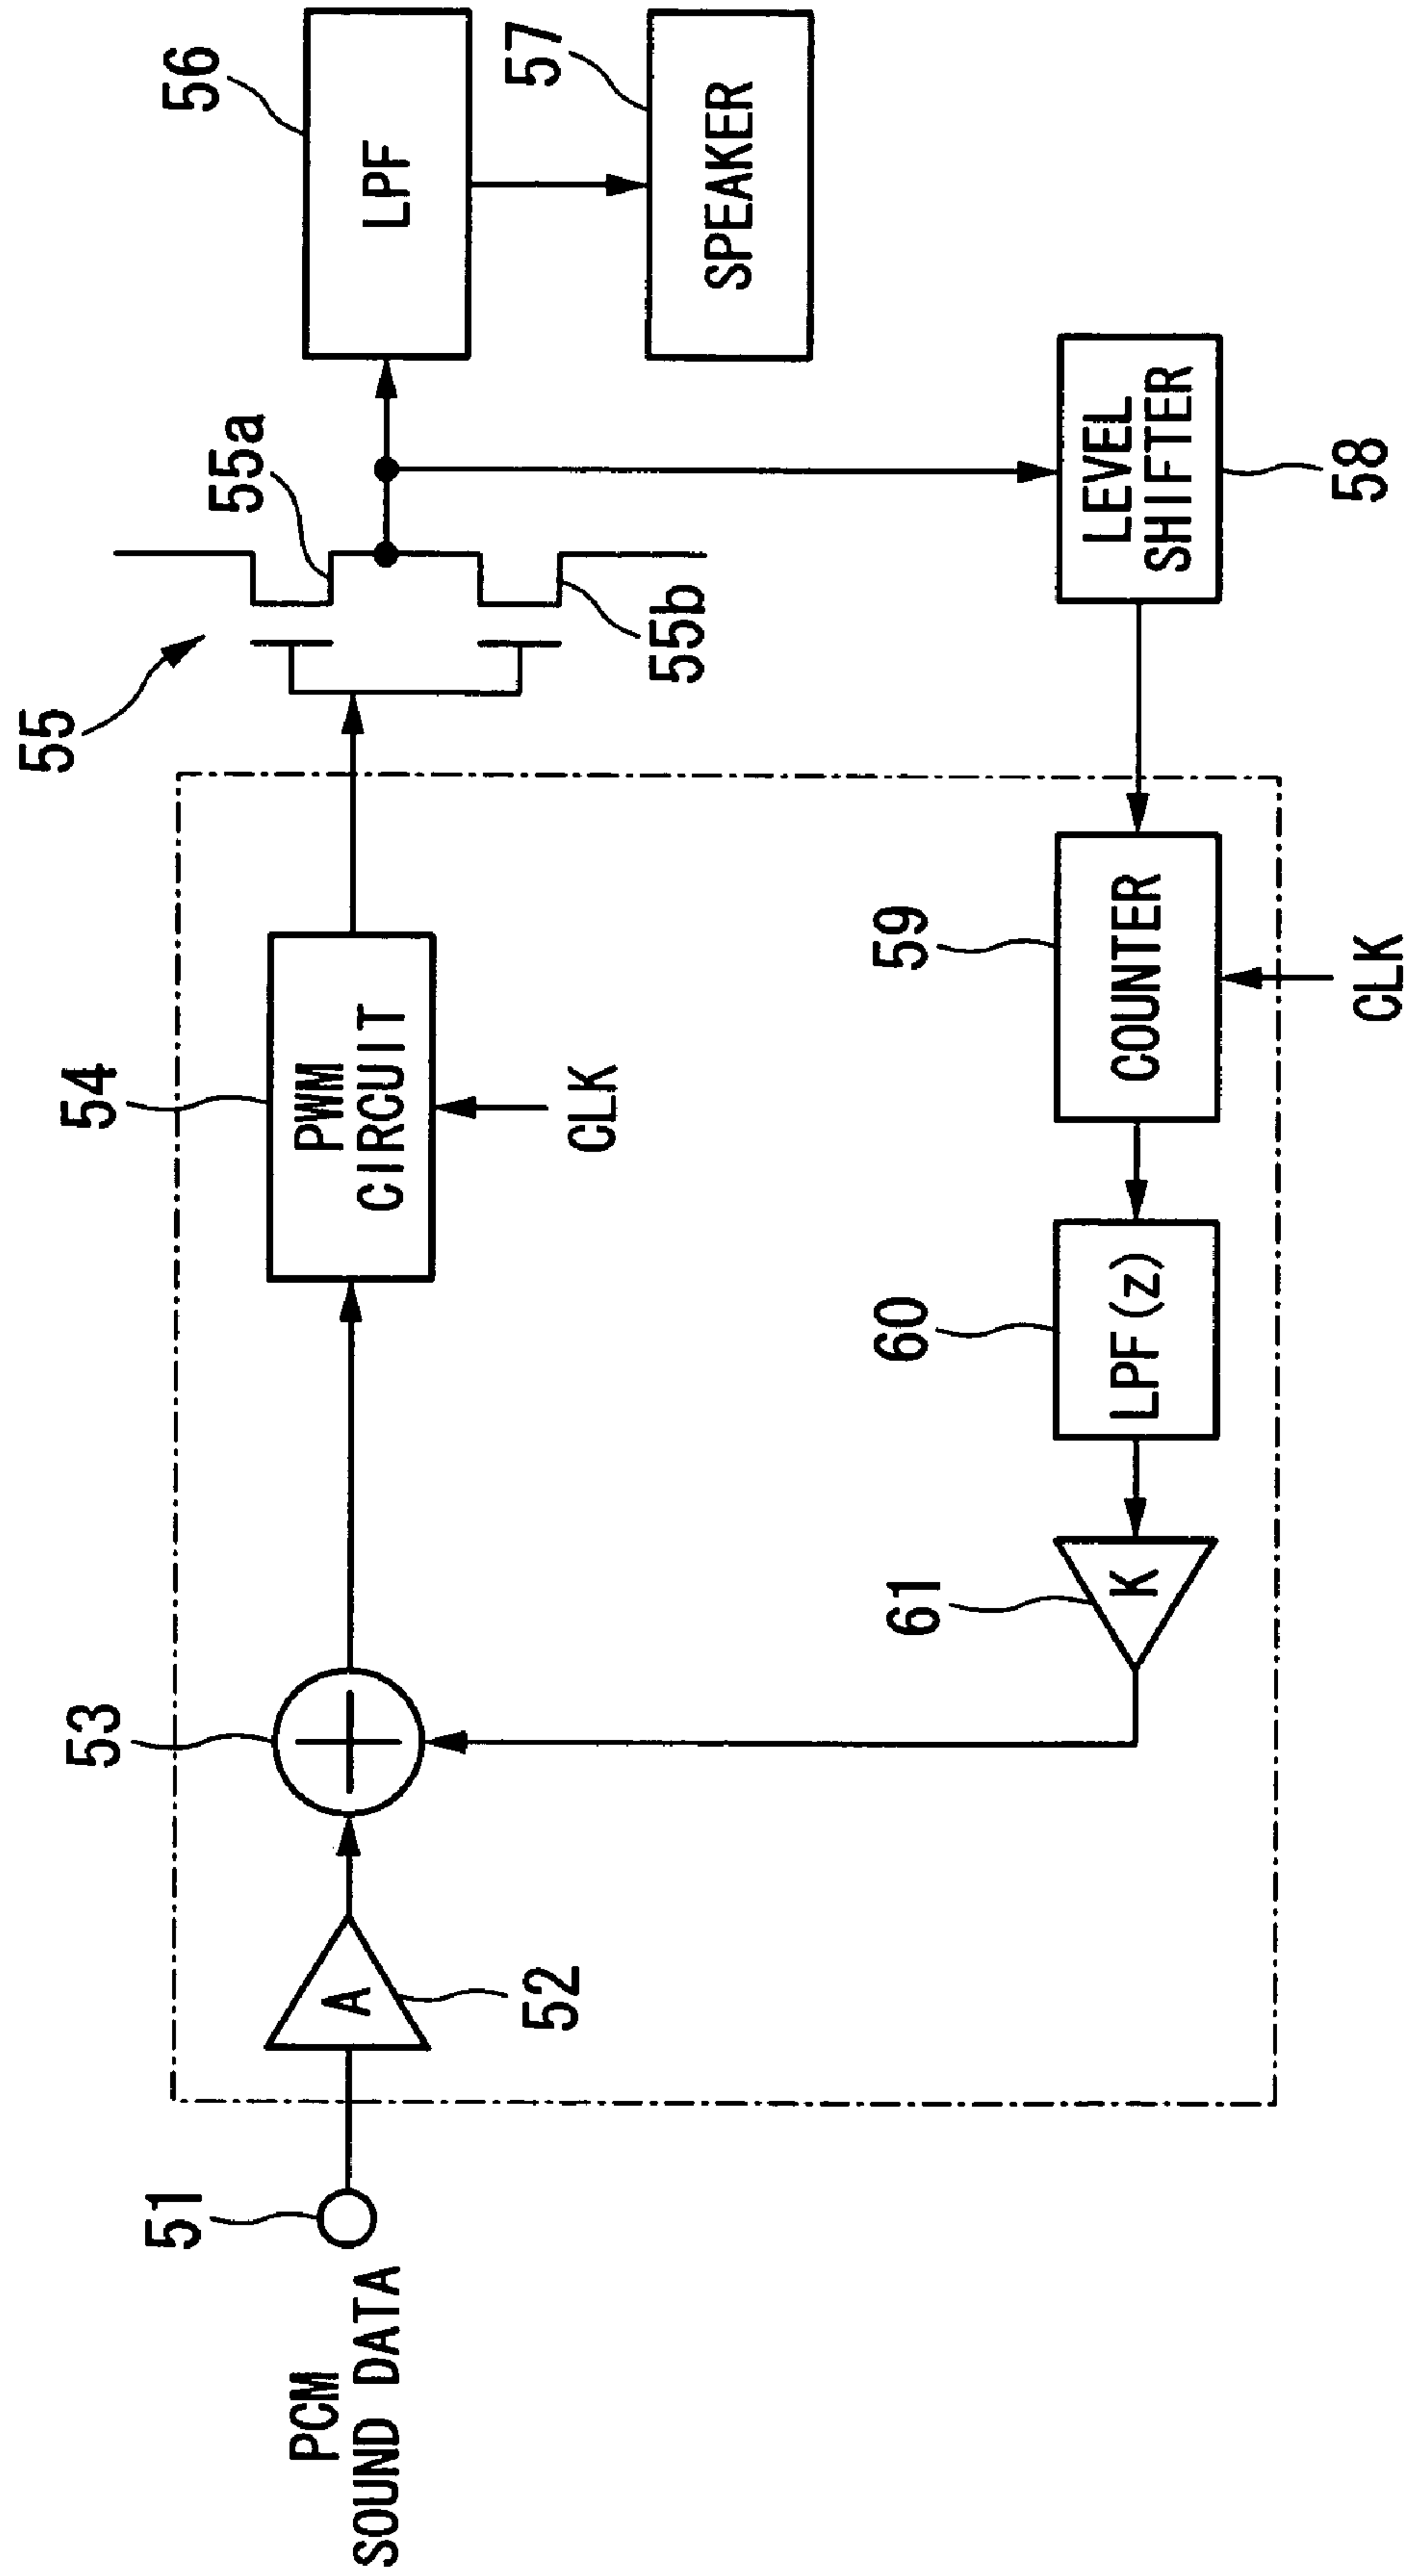 55
55a
56
LPF
54
PWM
CIRCUIT
CLK
55b
57
SPEAKER
53
51
A
52
PCM
SOUND DATA
61
K
60
LPF(z)
59
COUNTER
CLK
LEVEL
SHIFTER
58